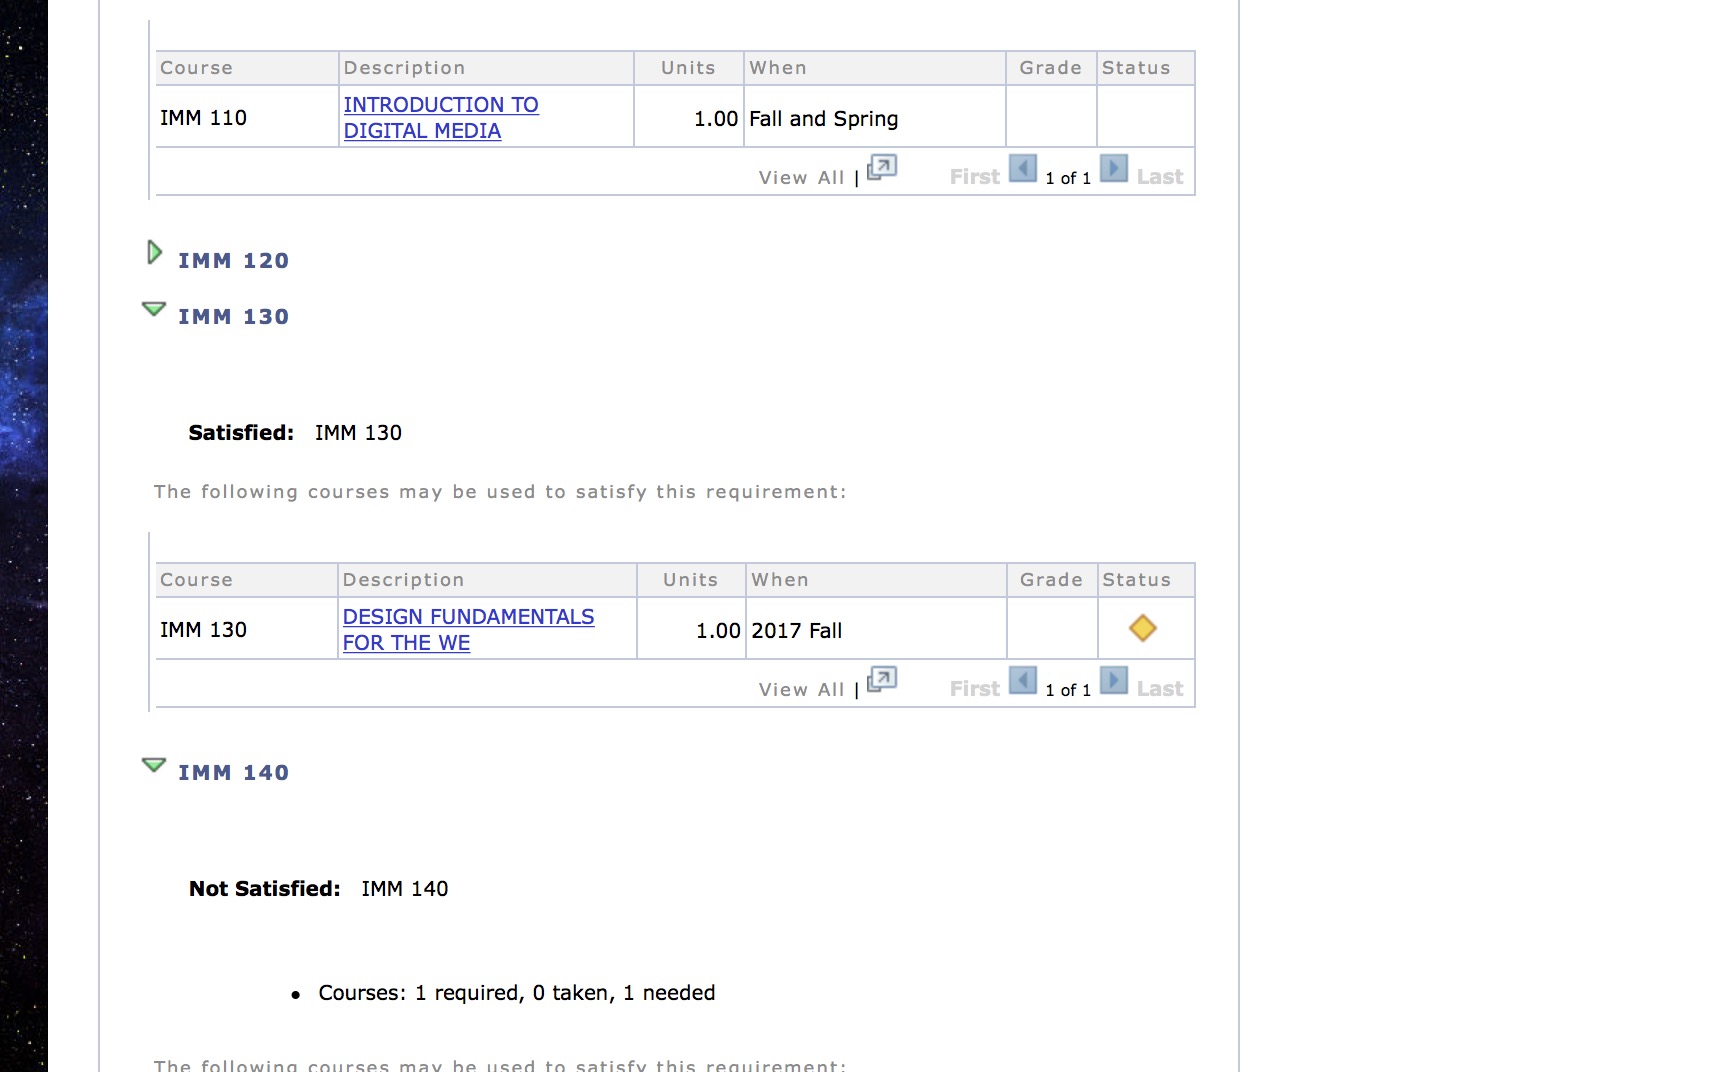 Course Description Units When Grade Status
IMM 110 INTRODUCTION TO 1.00 Fall and Spring
DIGITAL MEDIA
View All | First 1 of 1 Last
IMM 120
IMM 130
Satisfied: IMM 130
The following courses may be used to satisfy this requirement:
Course Description Units When Grade Status
IMM 130 DESIGN FUNDAMENTALS 1.00 2017 Fall
FOR THE WE
View All | First 1 of 1 Last
IMM 140
Not Satisfied: IMM 140
• Courses: 1 required, 0 taken, 1 needed
The following courses may be used to satisfy this requirement: